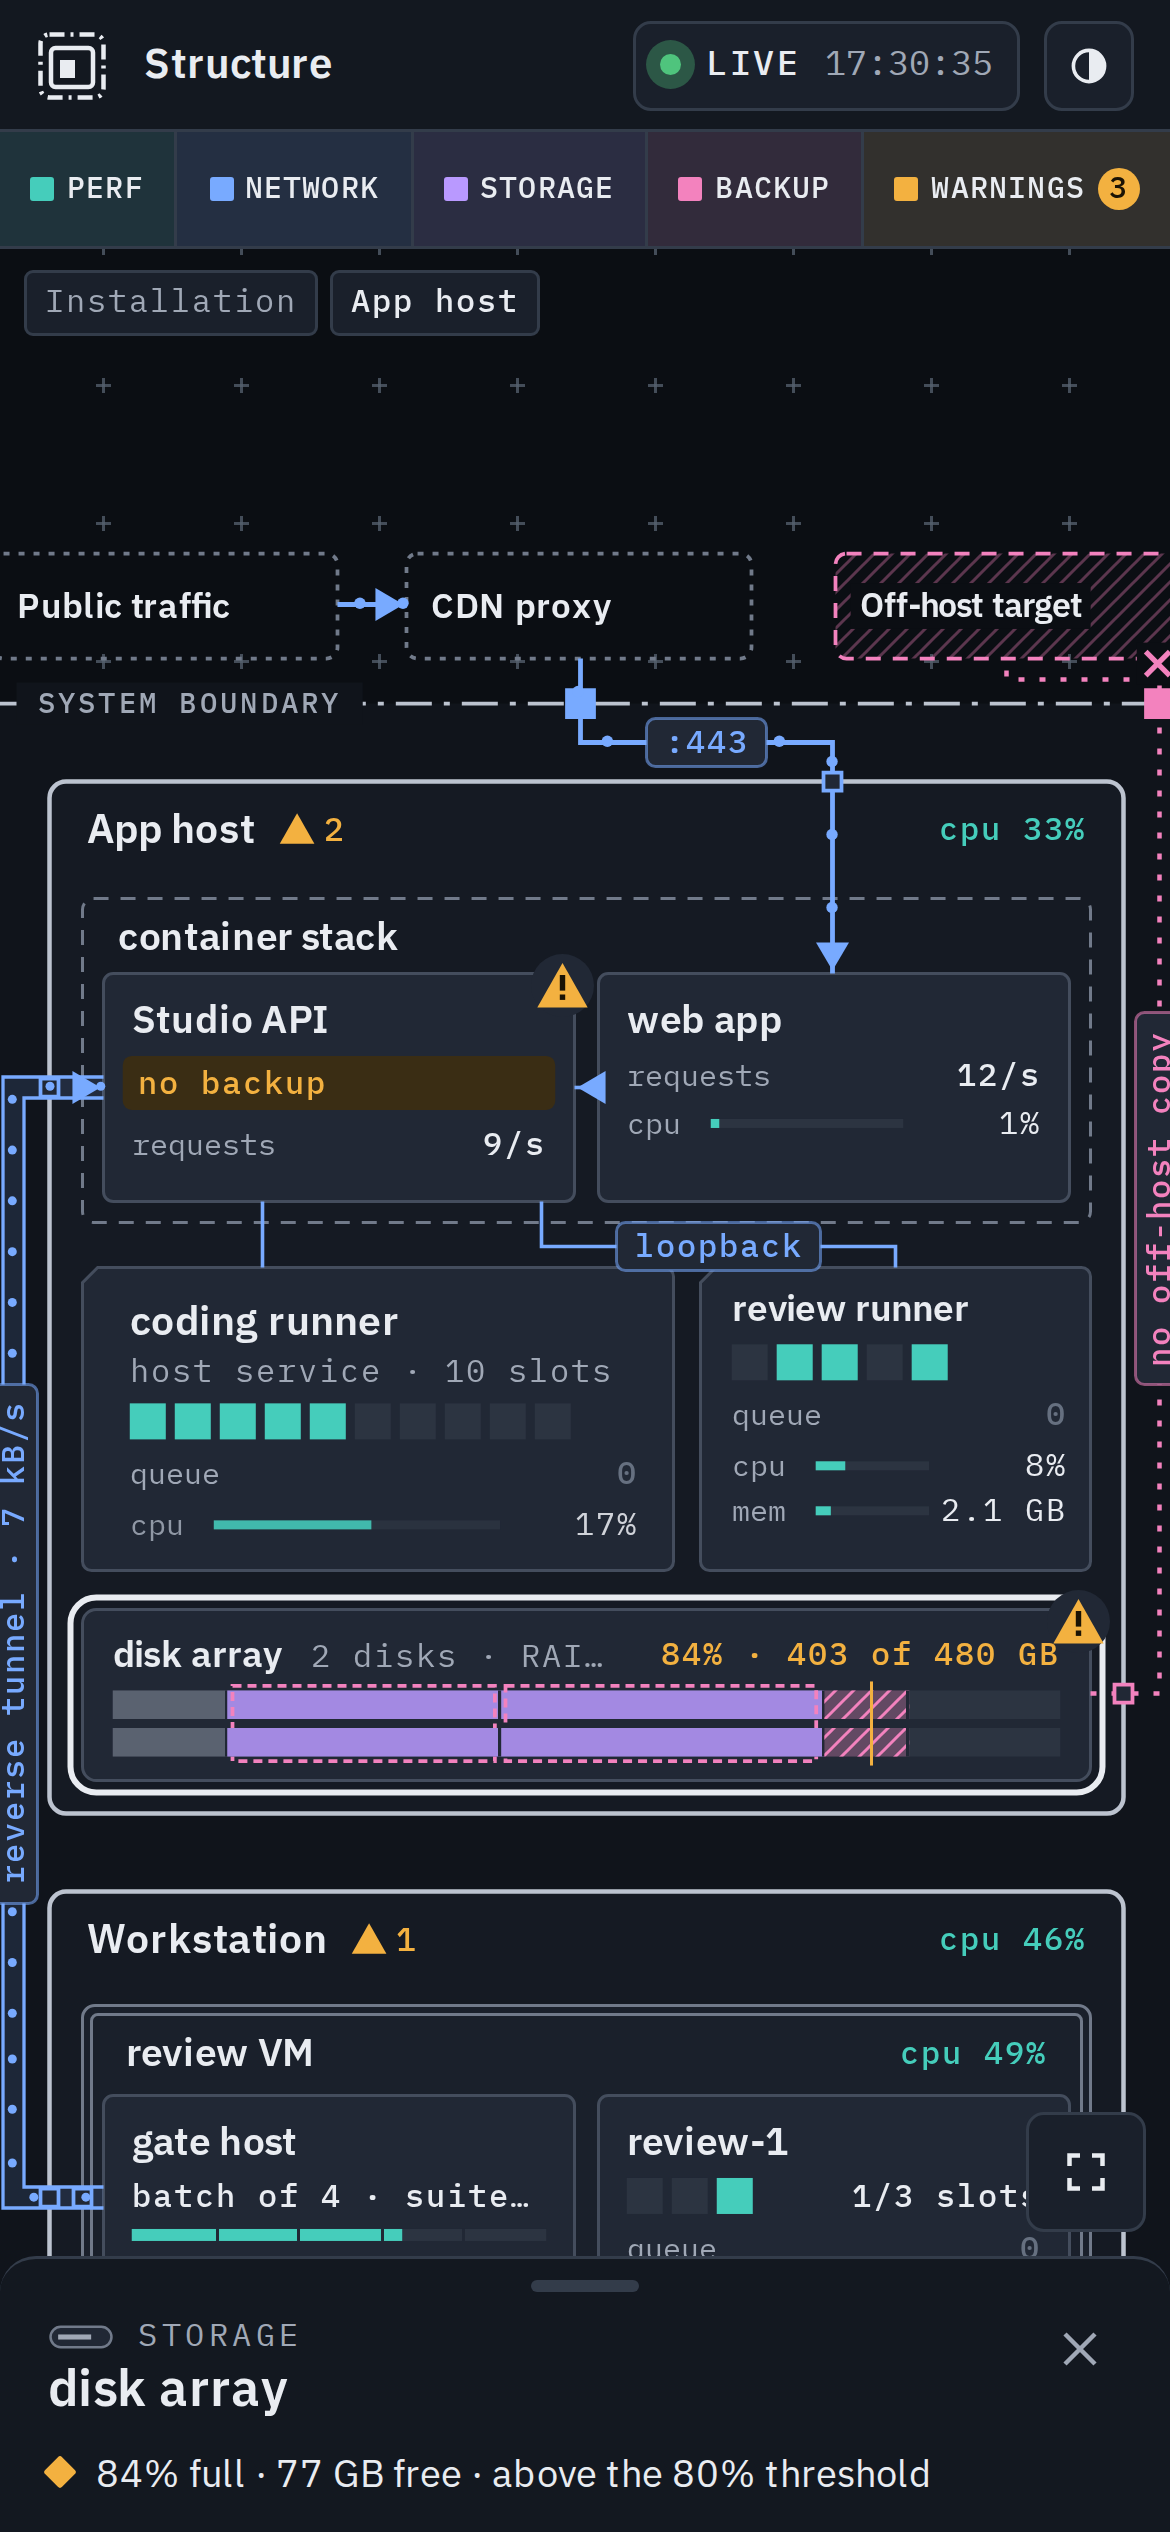 Structure
LIVE 17:30:35
PERF
NETWORK
STORAGE
BACKUP
WARNINGS 3
Installation
App host
Public traffic
CDN proxy
Off-host target
SYSTEM BOUNDARY
:443
App host 2
cpu 33%
container stack
Studio API
no backup
requests 9/s
web app
requests 12/s
cpu 1%
no off-host copy
loopback
coding runner
host service · 10 slots
queue 0
cpu 17%
review runner
queue 0
cpu 8%
mem 2.1 GB
reverse tunnel · 7 kB/s
disk array 2 disks · RAI… 84% · 403 of 480 GB
Workstation 1
cpu 46%
review VM
cpu 49%
gate host
batch of 4 · suite…
review-1
1/3 slots
queue 0
STORAGE
disk array
84% full · 77 GB free · above the 80% threshold